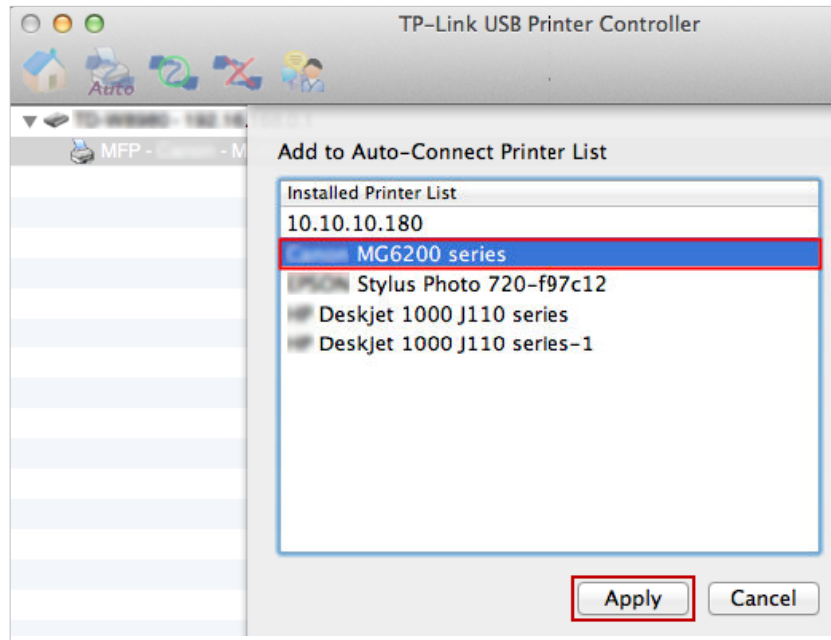 TP-Link USB Printer Controller
Auto
MFP - - M
Add to Auto-Connect Printer List
Installed Printer List
10.10.10.180
MG6200 series
Stylus Photo 720-f97c12
Deskjet 1000 J110 series
Deskjet 1000 J110 series-1
Apply
Cancel